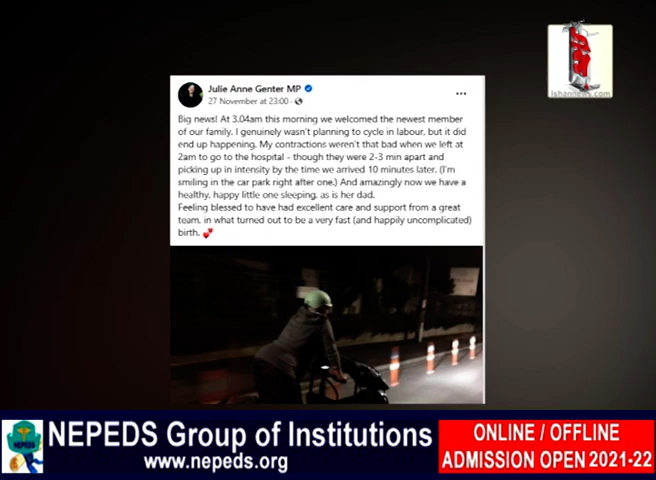 Ishannews.com
Julie Anne Genter MP
27 November at 23:00 ·
Big news! At 3.04am this morning we welcomed the newest member
of our family. I genuinely wasn't planning to cycle in labour, but it did
end up happening. My contractions weren't that bad when we left at
2am to go to the hospital - though they were 2-3 min apart and
picking up in intensity by the time we arrived 10 minutes later. (I'm
smiling in the car park right after one.) And amazingly now we have a
healthy, happy little one sleeping, as is her dad.
Feeling blessed to have had excellent care and support from a great
team, in what turned out to be a very fast (and happily uncomplicated)
birth.
NEPEDS
NEPEDS Group of Institutions
www.nepeds.org
ONLINE / OFFLINE
ADMISSION OPEN 2021-22